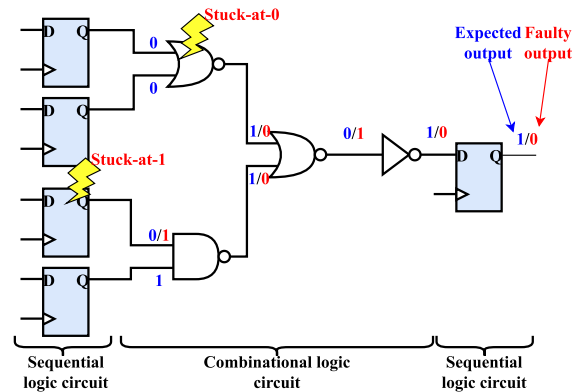 Stuck-at-0
Expected Faulty
output output
D Q
0
0
D Q
1/0
0/1
1/0
1/0
D Q
Stuck-at-1
1/0
D Q
0/1
D Q
1
Sequential
logic circuit
Combinational logic
circuit
Sequential
logic circuit